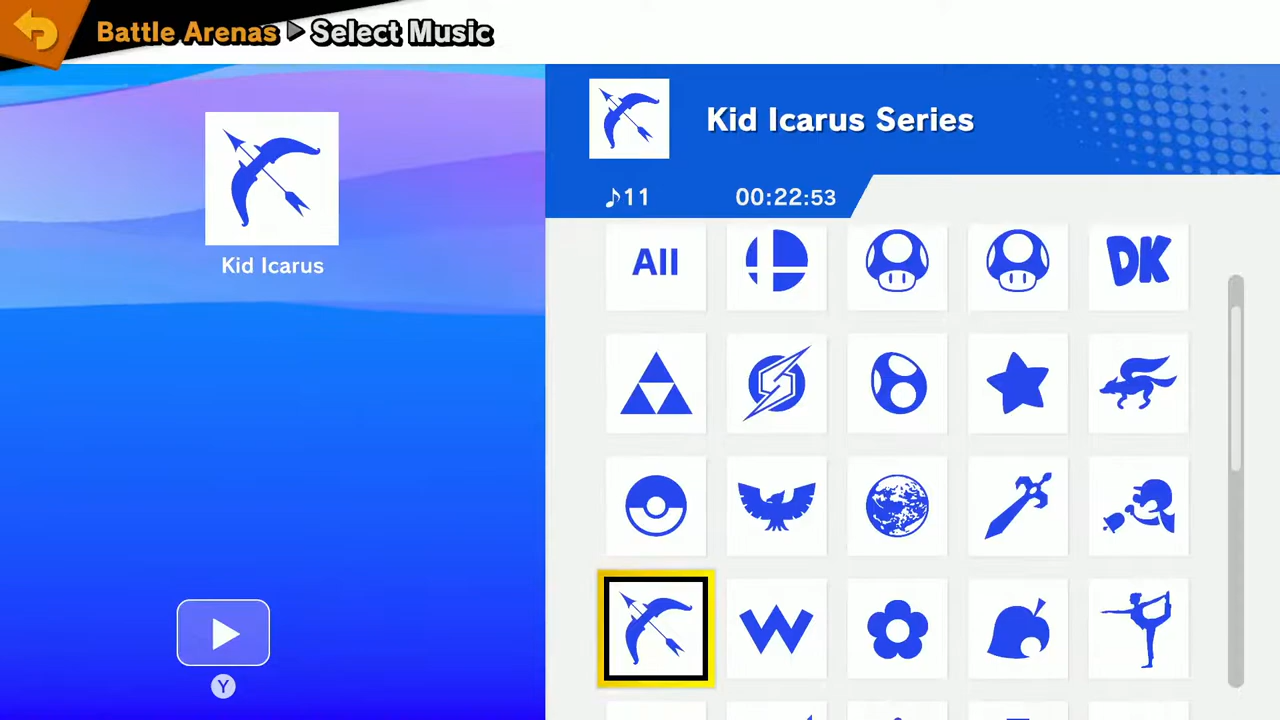 Battle Arenas ▶ Select Music
Kid Icarus
Y
Kid Icarus Series
♪11 00:22:53
All
DK
W